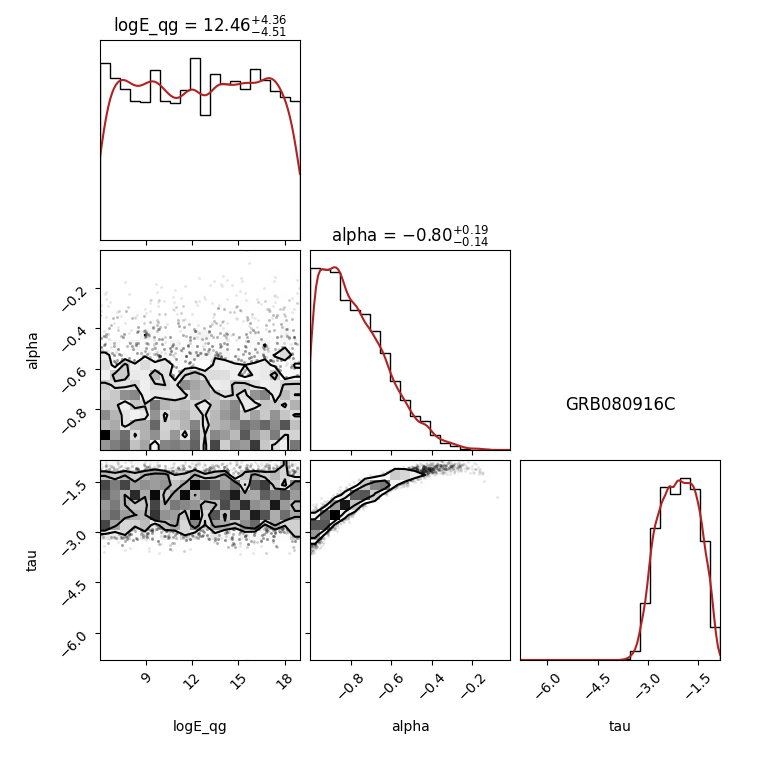 logE_qg = 12.46+4.36−4.51
alpha = −0.80+0.19−0.14
alpha
−0.2
−0.4
−0.6
−0.8
GRB080916C
tau
−1.5
−3.0
−4.5
−6.0
9 12 15 18
−0.8 −0.6 −0.4 −0.2
−6.0 −4.5 −3.0 −1.5
logE_qg alpha tau